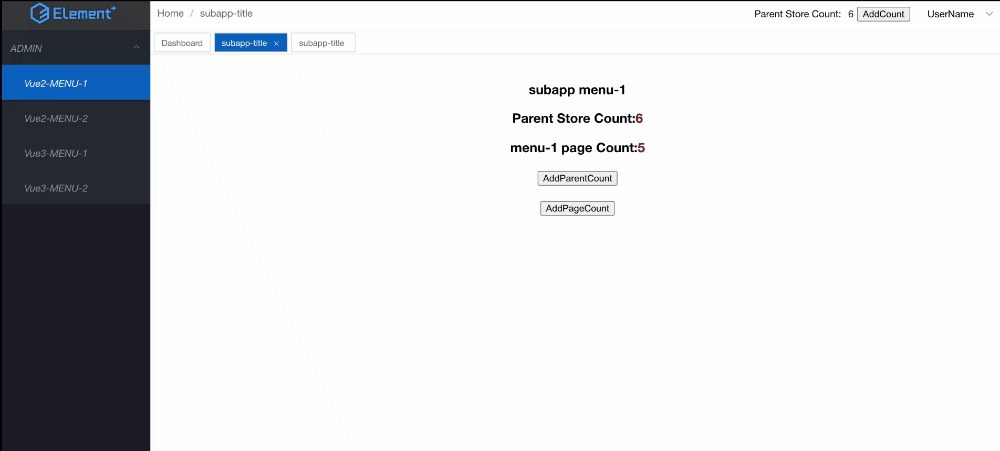 Element+
Home / subapp-title
Parent Store Count: 6 AddCount UserName
ADMIN
Dashboard subapp-title × subapp-title
Vue2-MENU-1
Vue2-MENU-2
Vue3-MENU-1
Vue3-MENU-2
subapp menu-1
Parent Store Count:6
menu-1 page Count:5
AddParentCount
AddPageCount